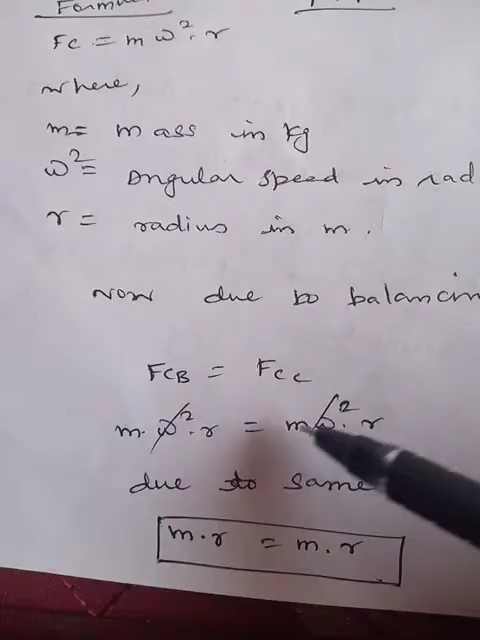 Fc = m ω². r
where,
m = mass in kg
ω² = Angular speed in rad
r = radius in m.
Now due to balancin
FCB = FCC
m. ω². r = m ω². r
due to same
m.r = m.r